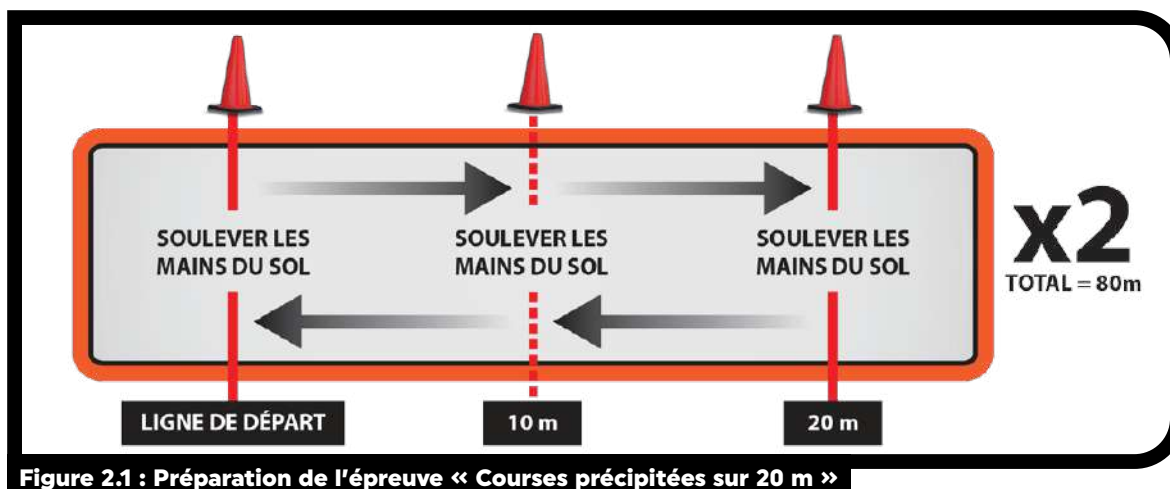 SOULEVER LES
MAINS DU SOL
SOULEVER LES
MAINS DU SOL
SOULEVER LES
MAINS DU SOL
x2
TOTAL = 80m
LIGNE DE DÉPART
10 m
20 m
Figure 2.1 : Préparation de l'épreuve « Courses précipitées sur 20 m »